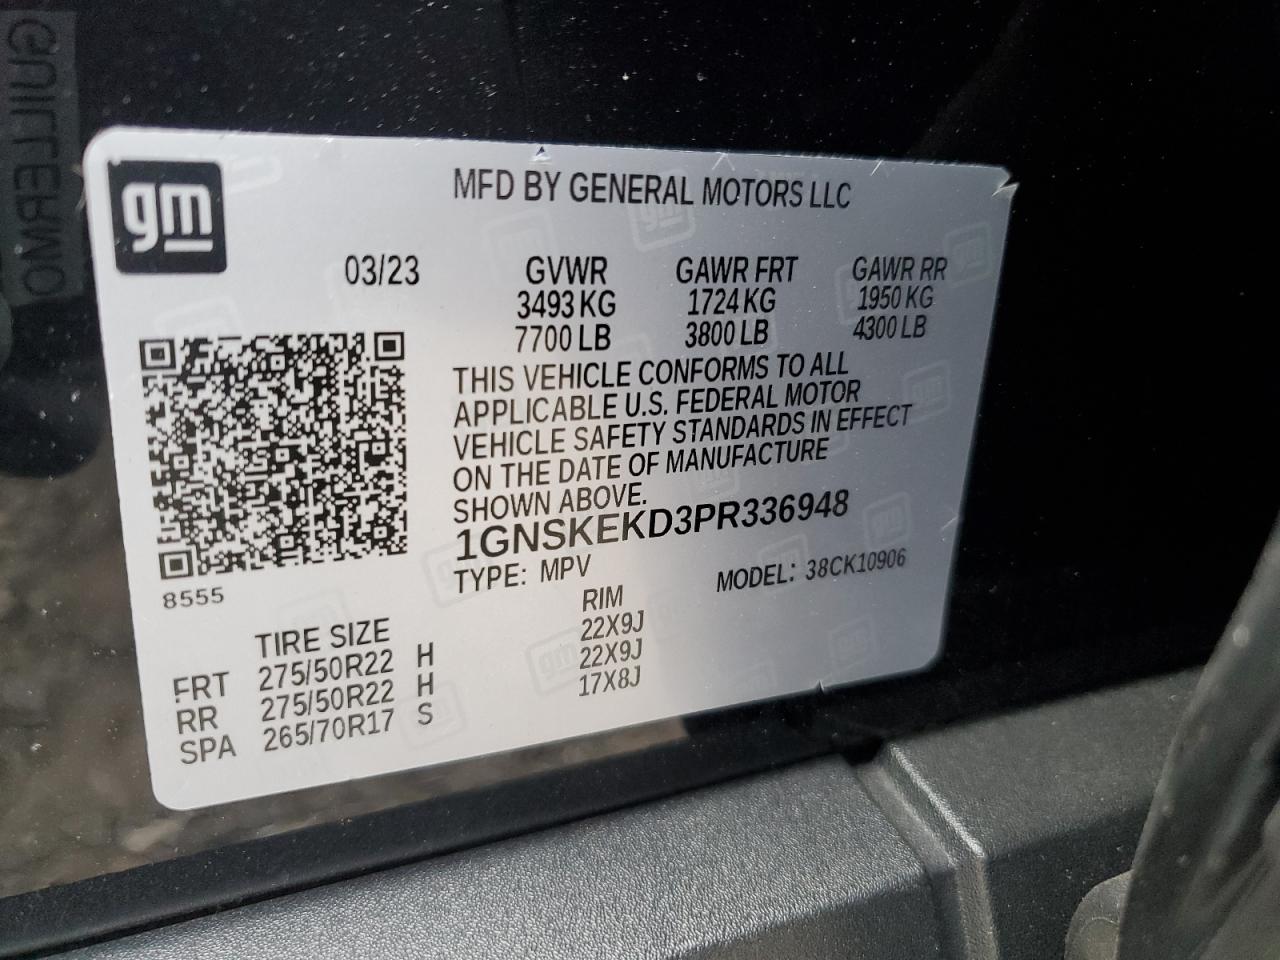 GUILLERMO
gm
MFD BY GENERAL MOTORS LLC
03/23 GVWR GAWR FRT GAWR RR
3493 KG 1724 KG 1950 KG
7700 LB 3800 LB 4300 LB
THIS VEHICLE CONFORMS TO ALL
APPLICABLE U.S. FEDERAL MOTOR
VEHICLE SAFETY STANDARDS IN EFFECT
ON THE DATE OF MANUFACTURE
SHOWN ABOVE.
1GNSKEKD3PR336948
TYPE: MPV MODEL: 38CK10906
8555
TIRE SIZE RIM
FRT 275/50R22 H 22X9J
RR 275/50R22 H 22X9J
SPA 265/70R17 S 17X8J